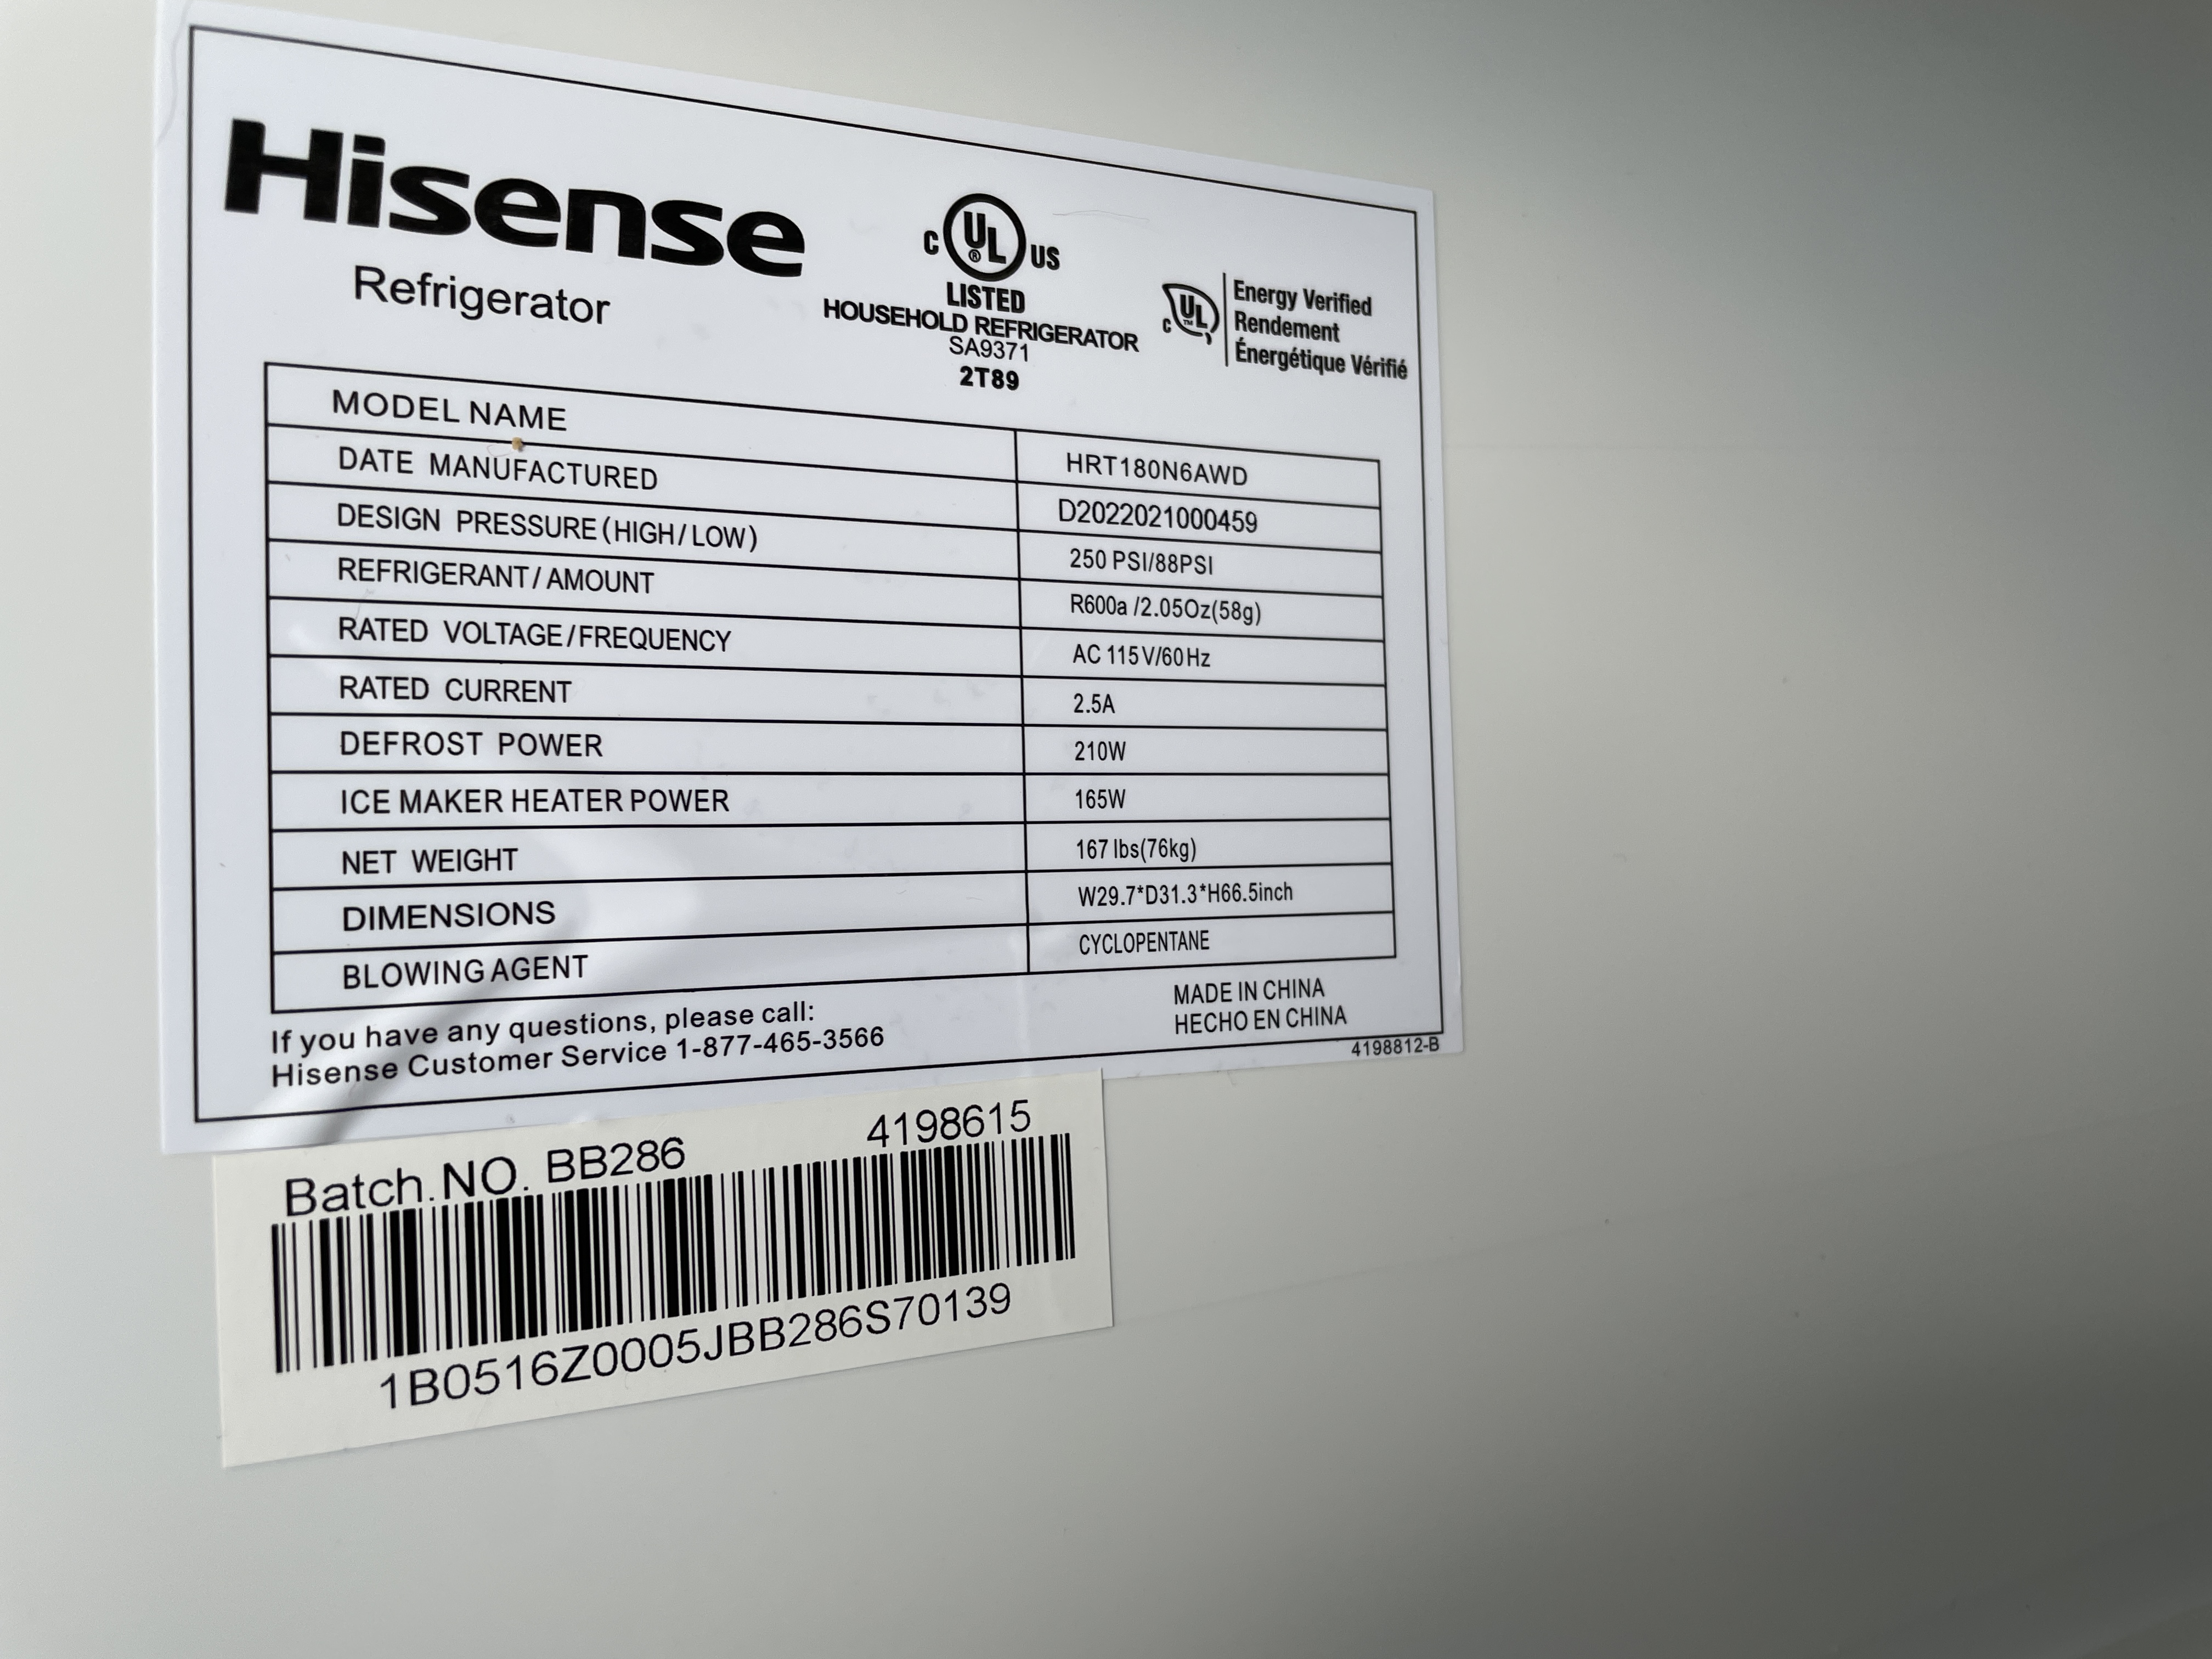 Hisense
Refrigerator
C UL® US
LISTED
HOUSEHOLD REFRIGERATOR
SA9371
2T89
C UL™
Energy Verified
Rendement
Énergétique Vérifié
MODEL NAME HRT180N6AWD
DATE MANUFACTURED D2022021000459
DESIGN PRESSURE(HIGH/LOW) 250 PSI/88PSI
REFRIGERANT/AMOUNT R600a /2.05Oz(58g)
RATED VOLTAGE/FREQUENCY AC 115V/60Hz
RATED CURRENT 2.5A
DEFROST POWER 210W
ICE MAKER HEATER POWER 165W
NET WEIGHT 167 lbs(76kg)
DIMENSIONS W29.7*D31.3*H66.5inch
BLOWING AGENT CYCLOPENTANE
If you have any questions, please call:
Hisense Customer Service 1-877-465-3566
MADE IN CHINA
HECHO EN CHINA
4198812-B
Batch.NO. BB286 4198615
1B0516Z0005JBB286S70139